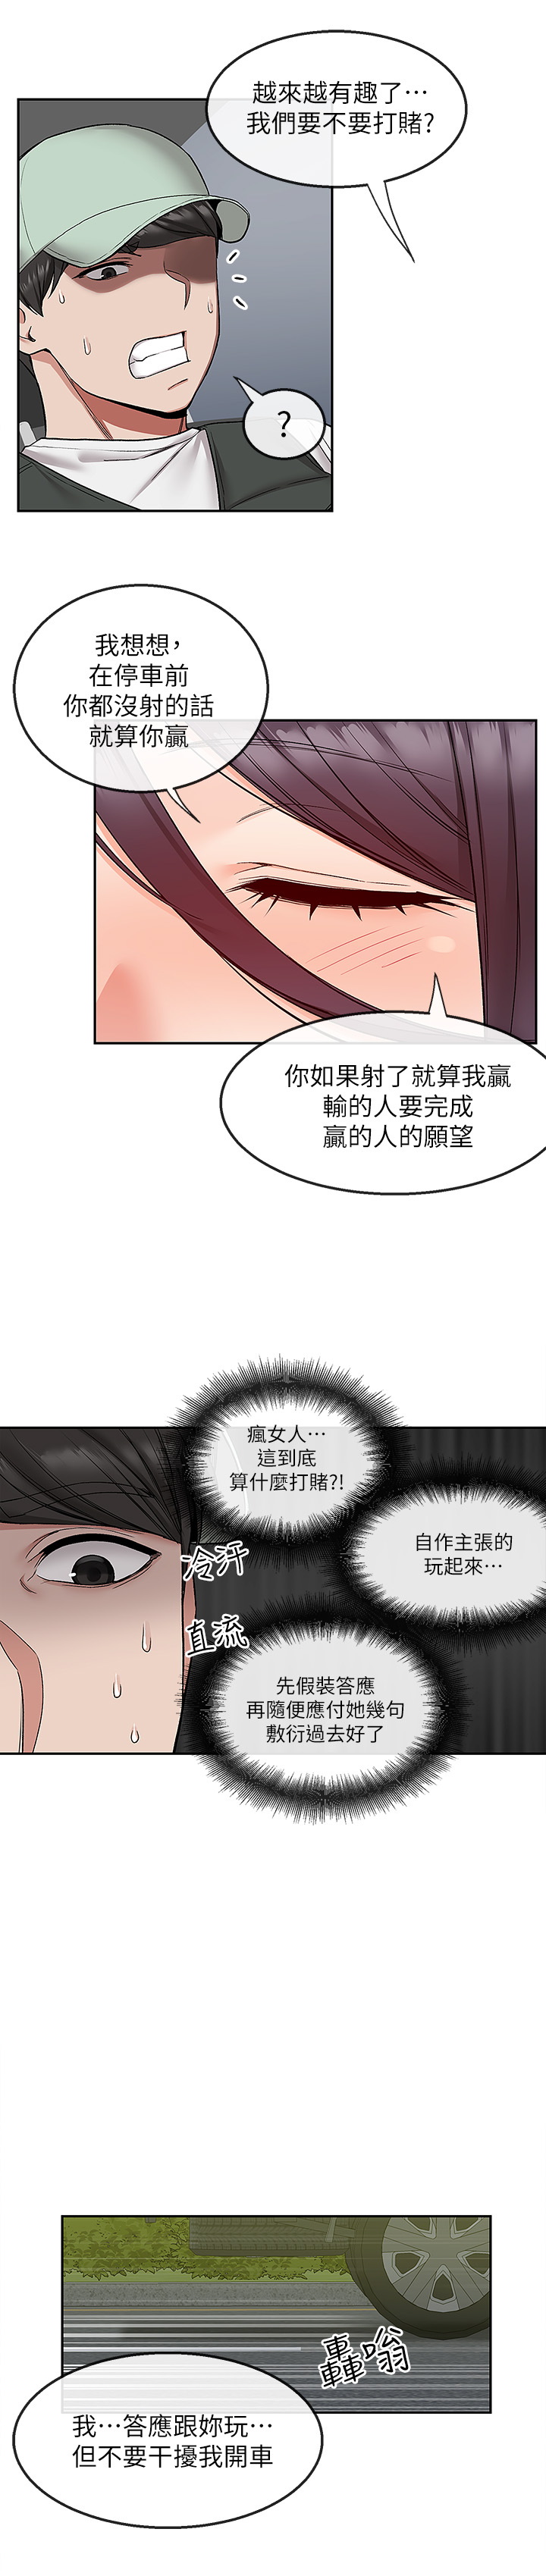 越來越有趣了…
我們要不要打賭?
?
我想想,
在停車前
你都沒射的話
就算你贏
你如果射了就算我贏
輸的人要完成
贏的人的願望
瘋女人…
這到底
算什麼打賭?!
自作主張的
玩起來…
冷汗
直流
先假裝答應
再隨便應付她幾句
敷衍過去好了
轟嗡
我…答應跟妳玩…
但不要干擾我開車